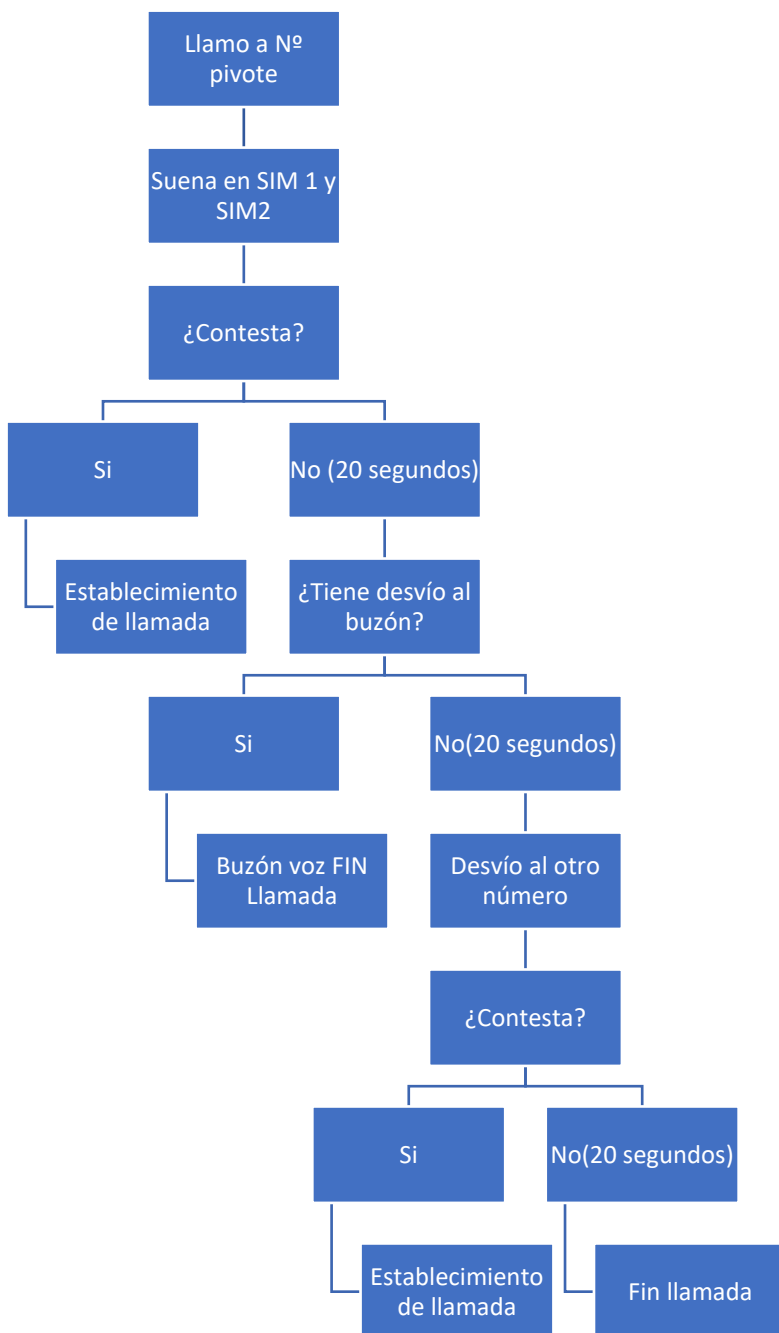 Llamo a Nº
pivote
Suena en SIM 1 y
SIM2
¿Contesta?
Si
No (20 segundos)
Establecimiento
de llamada
¿Tiene desvío al
buzón?
Si
No(20 segundos)
Buzón voz FIN
Llamada
Desvío al otro
número
¿Contesta?
Si
No(20 segundos)
Establecimiento
de llamada
Fin llamada